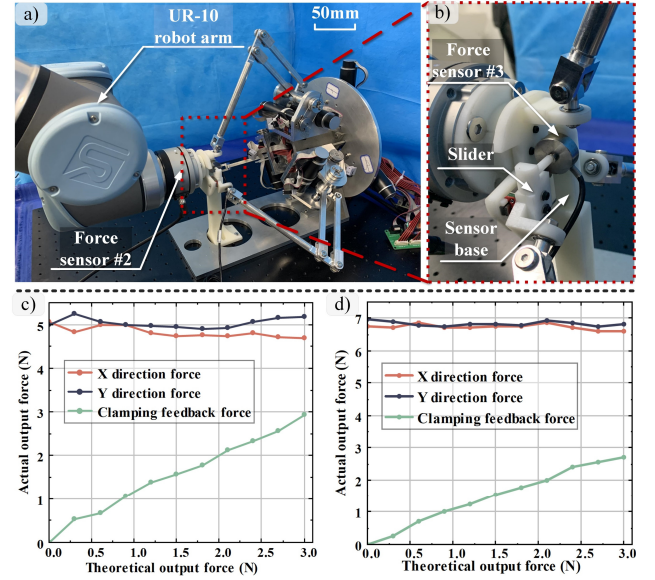 a)
UR-10
robot arm
50mm
Force
sensor #2
b)
Force
sensor #3
Slider
Sensor
base
c)
Actual output force (N)
5
4
3
2
1
0
X direction force
Y direction force
Clamping feedback force
0.0 0.5 1.0 1.5 2.0 2.5 3.0
Theoretical output force (N)
d)
Actual output force (N)
7
6
5
4
3
2
1
0
X direction force
Y direction force
Clamping feedback force
0.0 0.5 1.0 1.5 2.0 2.5 3.0
Theoretical output force (N)